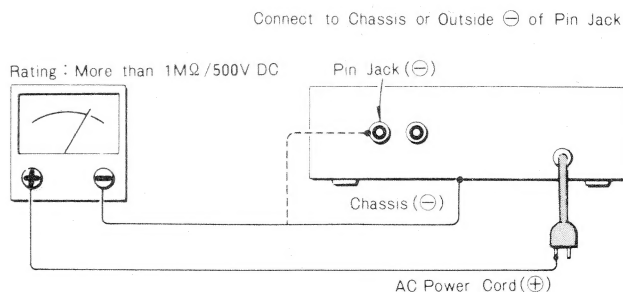 Connect to Chassis or Outside ⊖ of Pin Jack
Rating : More than 1MΩ/500V DC
Pin Jack (⊖)
Chassis (⊖)
AC Power Cord (⊕)